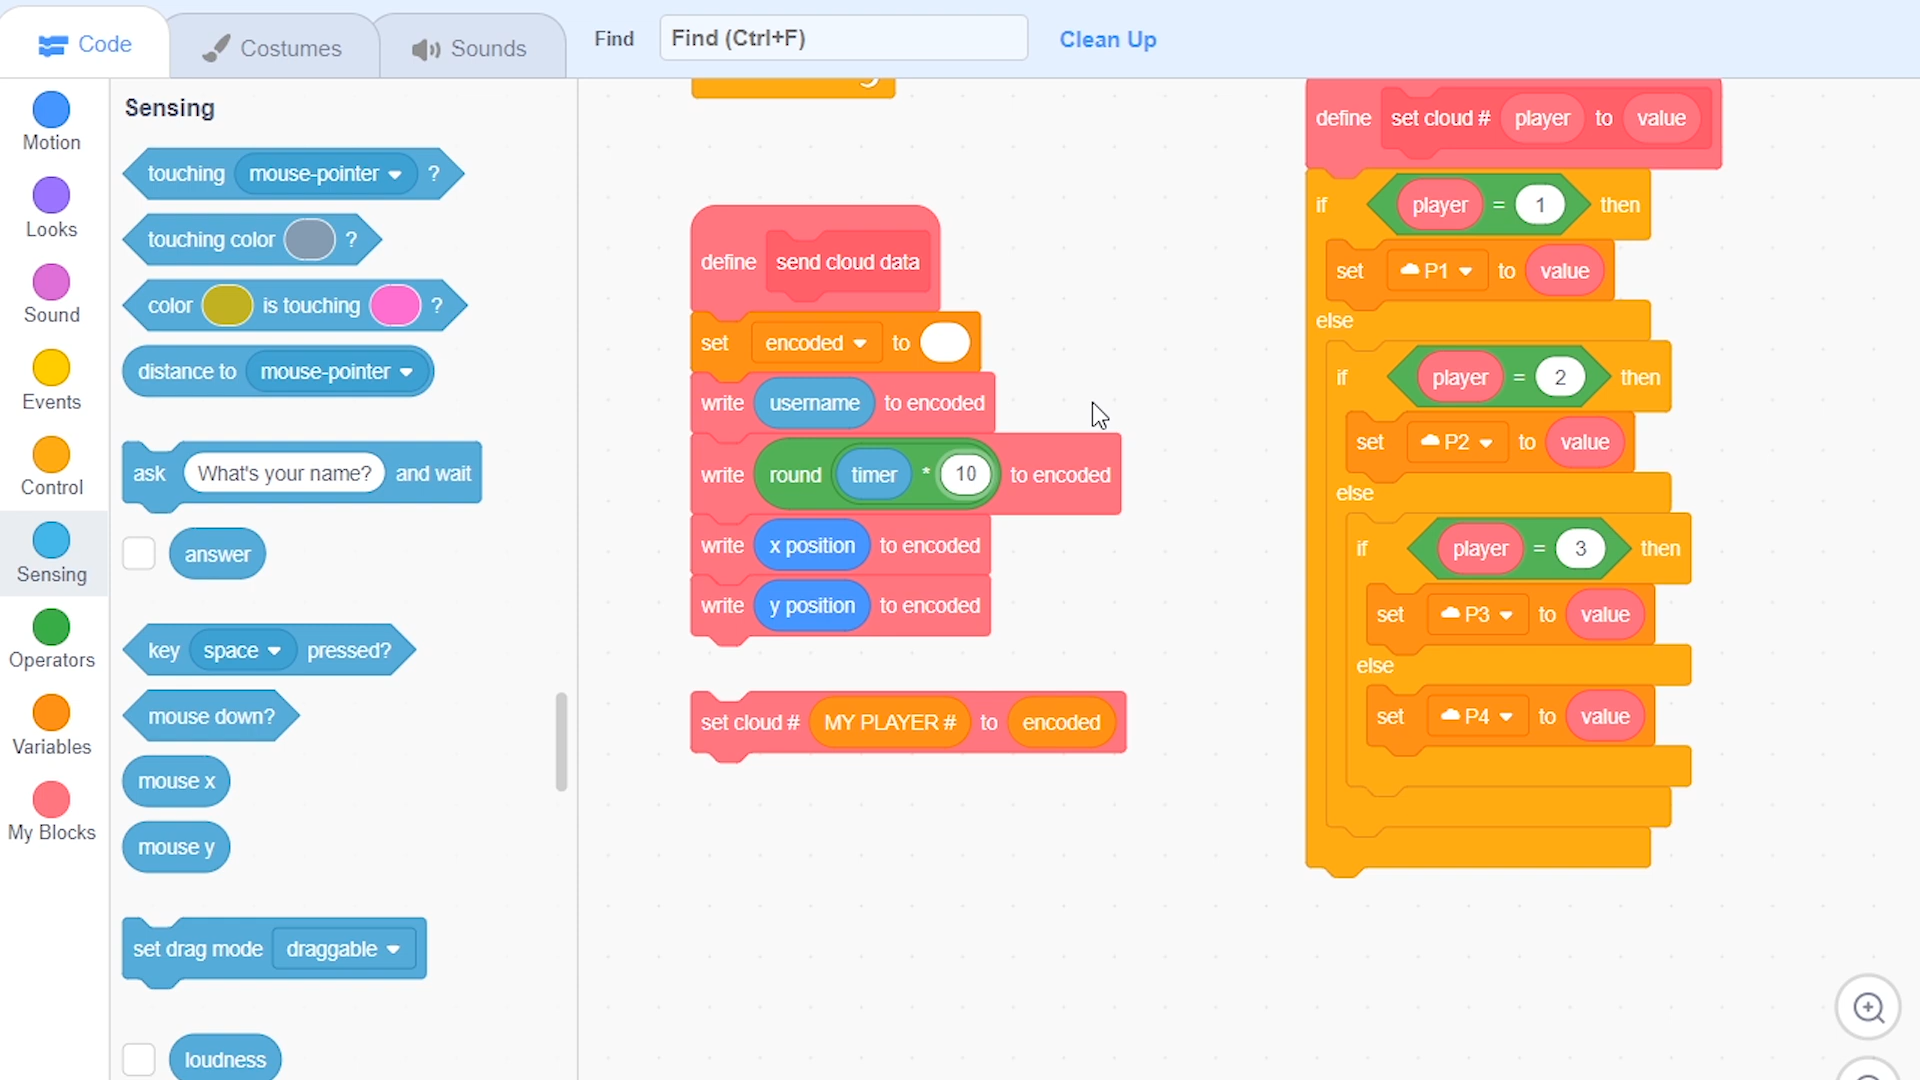 Code
Costumes
Sounds
Find
Find (Ctrl+F)
Clean Up
Motion
Looks
Sound
Events
Control
Sensing
Operators
Variables
My Blocks
Sensing
touching mouse-pointer ?
touching color ?
color is touching ?
distance to mouse-pointer
ask What's your name? and wait
answer
key space pressed?
mouse down?
mouse x
mouse y
set drag mode draggable
loudness
define send cloud data
set encoded to
write username to encoded
write round timer * 10 to encoded
write x position to encoded
write y position to encoded
set cloud # MY PLAYER # to encoded
define set cloud # player to value
if player = 1 then
set P1 to value
else
if player = 2 then
set P2 to value
else
if player = 3 then
set P3 to value
else
set P4 to value